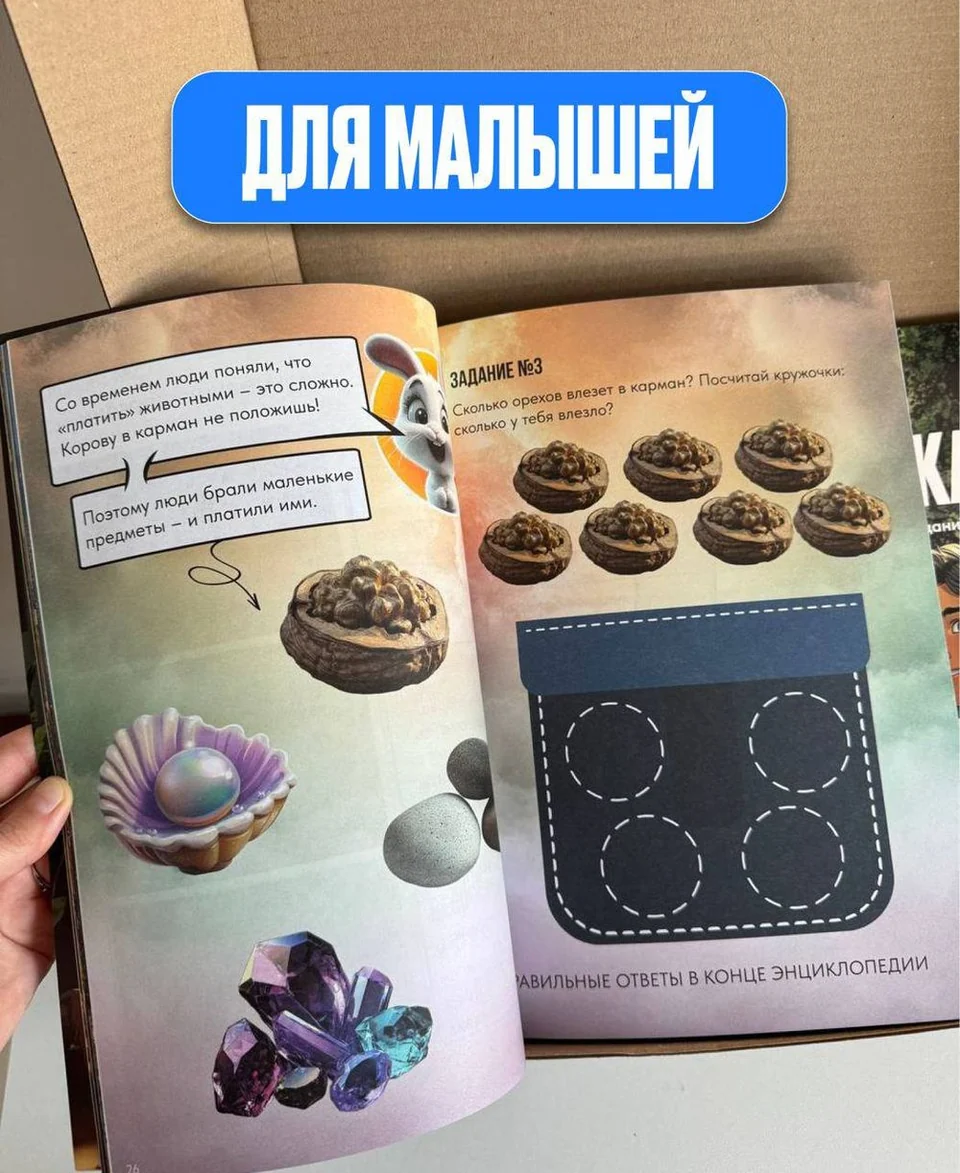 ДЛЯ МАЛЫШЕЙ
Со временем люди поняли, что
«платить» животными – это сложно.
Корову в карман не положишь!
Поэтому люди брали маленькие
предметы – и платили ими.
26
ЗАДАНИЕ №3
Сколько орехов влезет в карман? Посчитай кружочки:
сколько у тебя влезло?
РАВИЛЬНЫЕ ОТВЕТЫ В КОНЦЕ ЭНЦИКЛОПЕДИИ